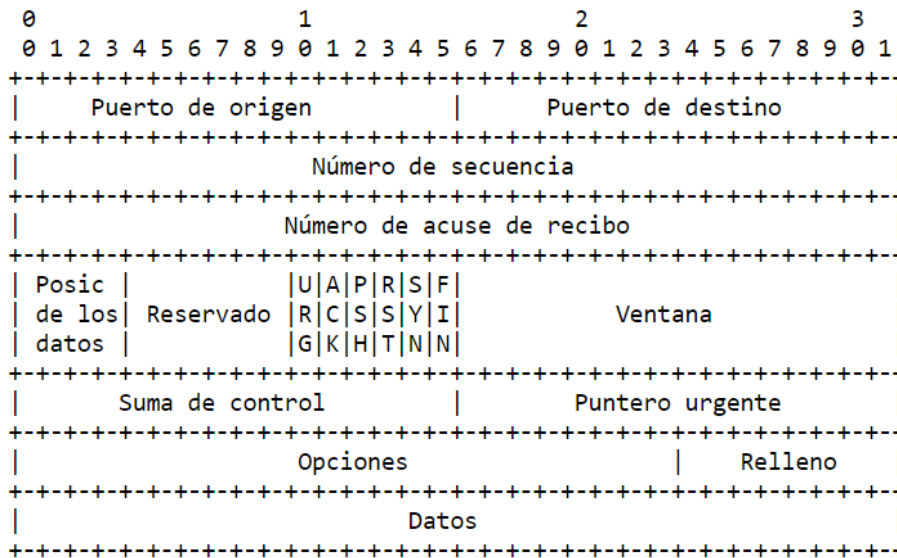 0                   1                   2                   3
0 1 2 3 4 5 6 7 8 9 0 1 2 3 4 5 6 7 8 9 0 1 2 3 4 5 6 7 8 9 0 1
+-+-+-+-+-+-+-+-+-+-+-+-+-+-+-+-+-+-+-+-+-+-+-+-+-+-+-+-+-+-+-+--
|     Puerto de origen          |      Puerto de destino
+-+-+-+-+-+-+-+-+-+-+-+-+-+-+-+-+-+-+-+-+-+-+-+-+-+-+-+-+-+-+-+--
|                     Número de secuencia
+-+-+-+-+-+-+-+-+-+-+-+-+-+-+-+-+-+-+-+-+-+-+-+-+-+-+-+-+-+-+-+--
|                   Número de acuse de recibo
+-+-+-+-+-+-+-+-+-+-+-+-+-+-+-+-+-+-+-+-+-+-+-+-+-+-+-+-+-+-+-+--
| Posic |           |U|A|P|R|S|F|
| de los| Reservado |R|C|S|S|Y|I|           Ventana
| datos |           |G|K|H|T|N|N|
+-+-+-+-+-+-+-+-+-+-+-+-+-+-+-+-+-+-+-+-+-+-+-+-+-+-+-+-+-+-+-+--
|       Suma de control         |        Puntero urgente
+-+-+-+-+-+-+-+-+-+-+-+-+-+-+-+-+-+-+-+-+-+-+-+-+-+-+-+-+-+-+-+--
|                    Opciones                   |    Relleno
+-+-+-+-+-+-+-+-+-+-+-+-+-+-+-+-+-+-+-+-+-+-+-+-+-+-+-+-+-+-+-+--
|                            Datos
+-+-+-+-+-+-+-+-+-+-+-+-+-+-+-+-+-+-+-+-+-+-+-+-+-+-+-+-+-+-+-+--